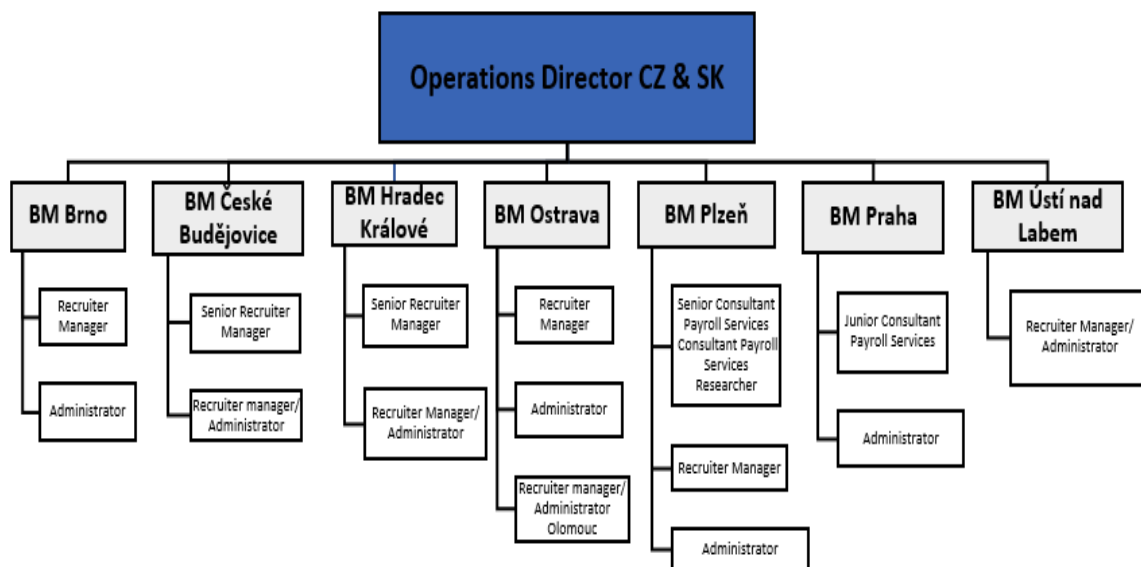 Operations Director CZ & SK
BM Brno
Recruiter
Manager
Administrator
BM České
Budějovice
Senior Recruiter
Manager
Recruiter manager/
Administrator
BM Hradec
Králové
Senior Recruiter
Manager
Recruiter Manager/
Administrator
BM Ostrava
Recruiter
Manager
Administrator
Recruiter manager/
Administrator
Olomouc
BM Plzeň
Senior Consultant
Payroll Services
Consultant Payroll
Services
Researcher
Recruiter Manager
Administrator
BM Praha
Junior Consultant
Payroll Services
Administrator
BM Ústí nad
Labem
Recruiter Manager/
Administrator